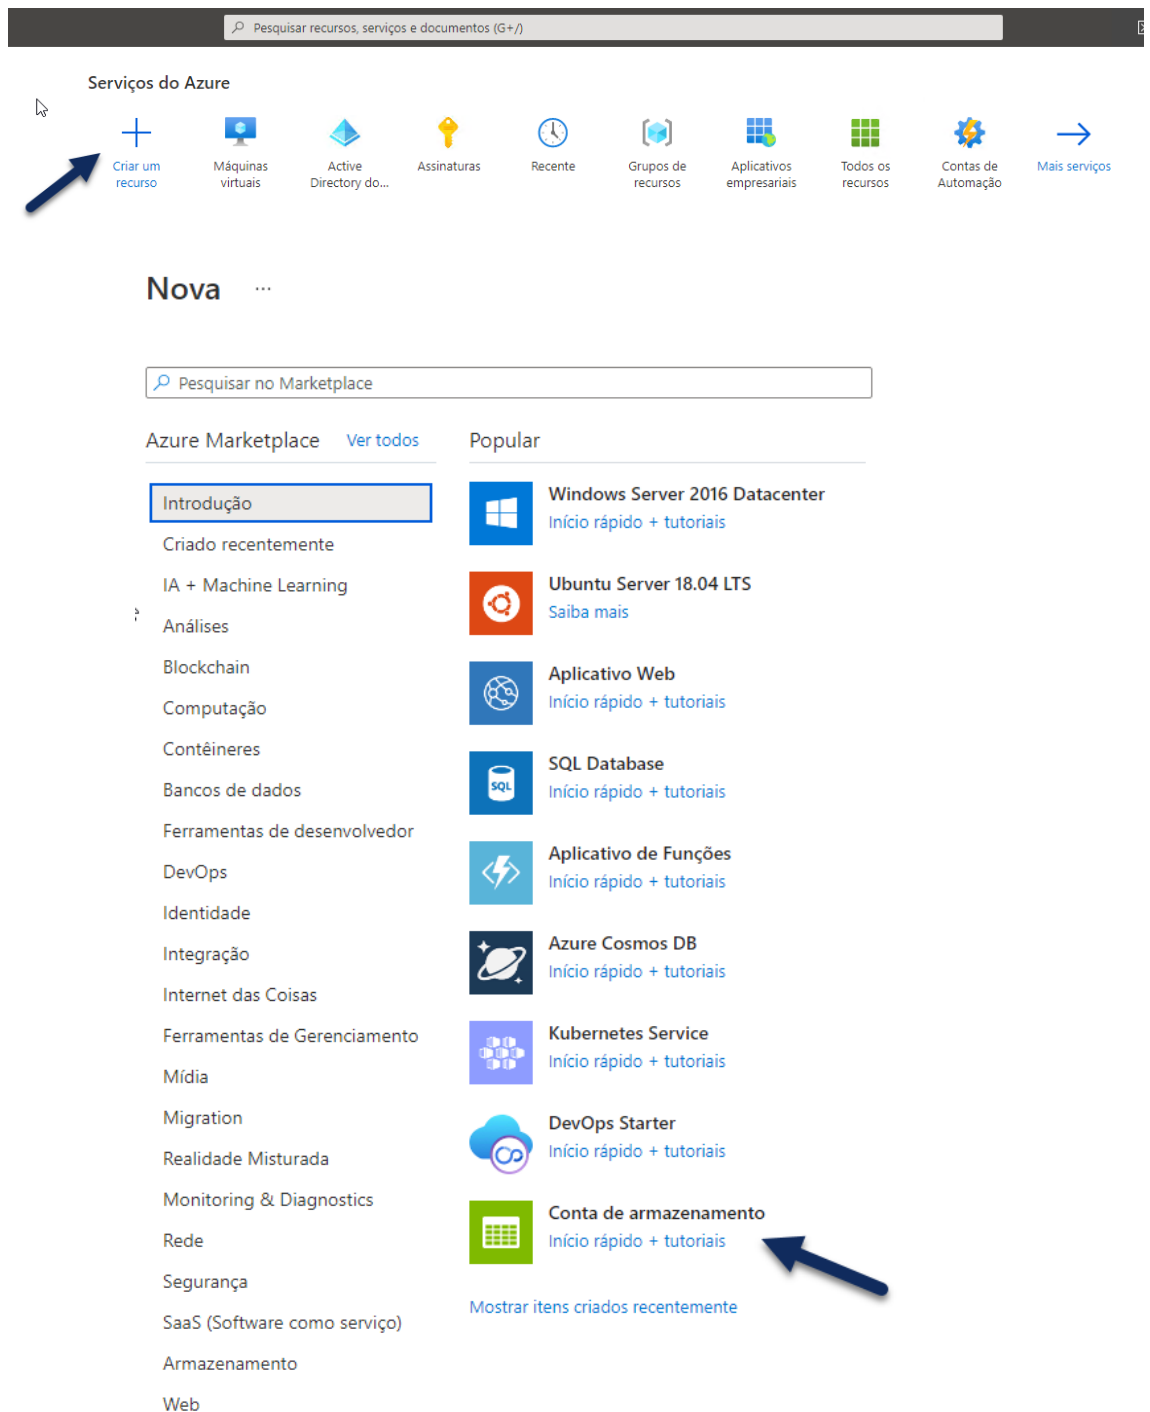 Pesquisar recursos, serviços e documentos (G+/)
Serviços do Azure
Criar um
recurso
Máquinas
virtuais
Active
Directory do...
Assinaturas
Recente
Grupos de
recursos
Aplicativos
empresariais
Todos os
recursos
Contas de
Automação
Mais serviços
Nova ...
Pesquisar no Marketplace
Azure Marketplace Ver todos
Introdução
Criado recentemente
IA + Machine Learning
Análises
Blockchain
Computação
Contêineres
Bancos de dados
Ferramentas de desenvolvedor
DevOps
Identidade
Integração
Internet das Coisas
Ferramentas de Gerenciamento
Mídia
Migration
Realidade Misturada
Monitoring & Diagnostics
Rede
Segurança
SaaS (Software como serviço)
Armazenamento
Web
Popular
Windows Server 2016 Datacenter
Início rápido + tutoriais
Ubuntu Server 18.04 LTS
Saiba mais
Aplicativo Web
Início rápido + tutoriais
SQL
SQL Database
Início rápido + tutoriais
Aplicativo de Funções
Início rápido + tutoriais
Azure Cosmos DB
Início rápido + tutoriais
Kubernetes Service
Início rápido + tutoriais
DevOps Starter
Início rápido + tutoriais
Conta de armazenamento
Início rápido + tutoriais
Mostrar itens criados recentemente